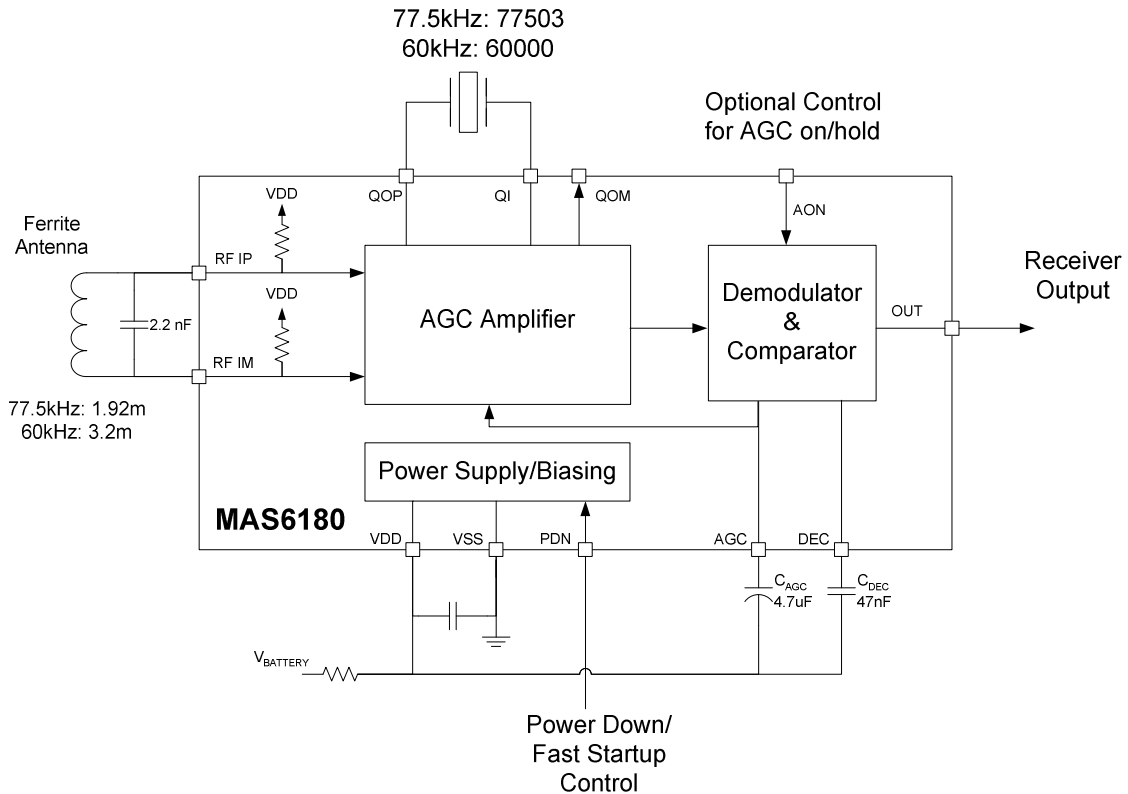 77.5kHz: 77503
60kHz: 60000
Optional Control
for AGC on/hold
QOP
QI
QOM
AON
VDD
Ferrite
Antenna
RF IP
VDD
2.2 nF
RF IM
77.5kHz: 1.92m
60kHz: 3.2m
AGC Amplifier
Demodulator
&
Comparator
OUT
Receiver
Output
Power Supply/Biasing
MAS6180
VDD
VSS
PDN
AGC
DEC
CAGC
4.7uF
CDEC
47nF
VBATTERY
Power Down/
Fast Startup
Control